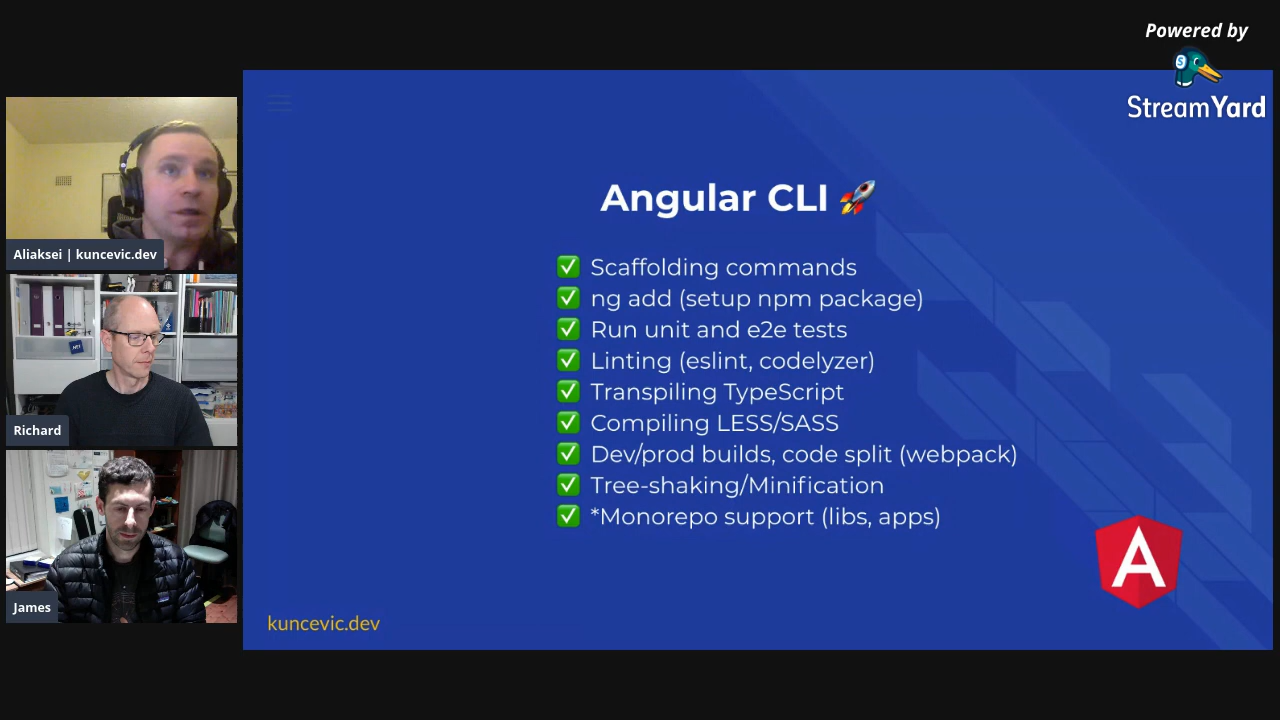 Powered by
StreamYard
Aliaksei | kuncevic.dev
Richard
James
Angular CLI 🚀
✅ Scaffolding commands
✅ ng add (setup npm package)
✅ Run unit and e2e tests
✅ Linting (eslint, codelyzer)
✅ Transpiling TypeScript
✅ Compiling LESS/SASS
✅ Dev/prod builds, code split (webpack)
✅ Tree-shaking/Minification
✅ *Monorepo support (libs, apps)
A
kuncevic.dev